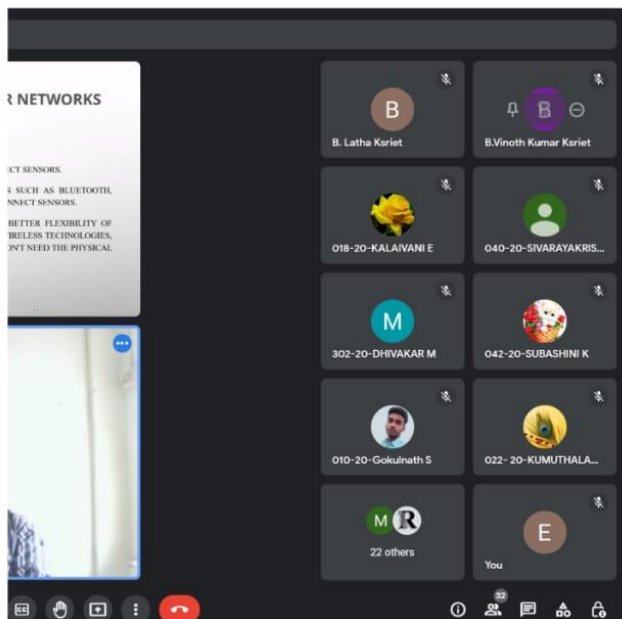 R NETWORKS
ECT SENSORS.
S SUCH AS BLUETOOTH,
NNECT SENSORS.
BETTER FLEXIBILITY OF
IRELESS TECHNOLOGIES,
ON'T NEED THE PHYSICAL
B
B. Latha Ksriet
B
B.Vinoth Kumar Ksriet
018-20-KALAIVANI E
040-20-SIVARAYAKRIS...
M
302-20-DHIVAKAR M
042-20-SUBASHINI K
010-20-Gokulnath S
022- 20-KUMUTHALA...
M R
22 others
E
You
CC
32